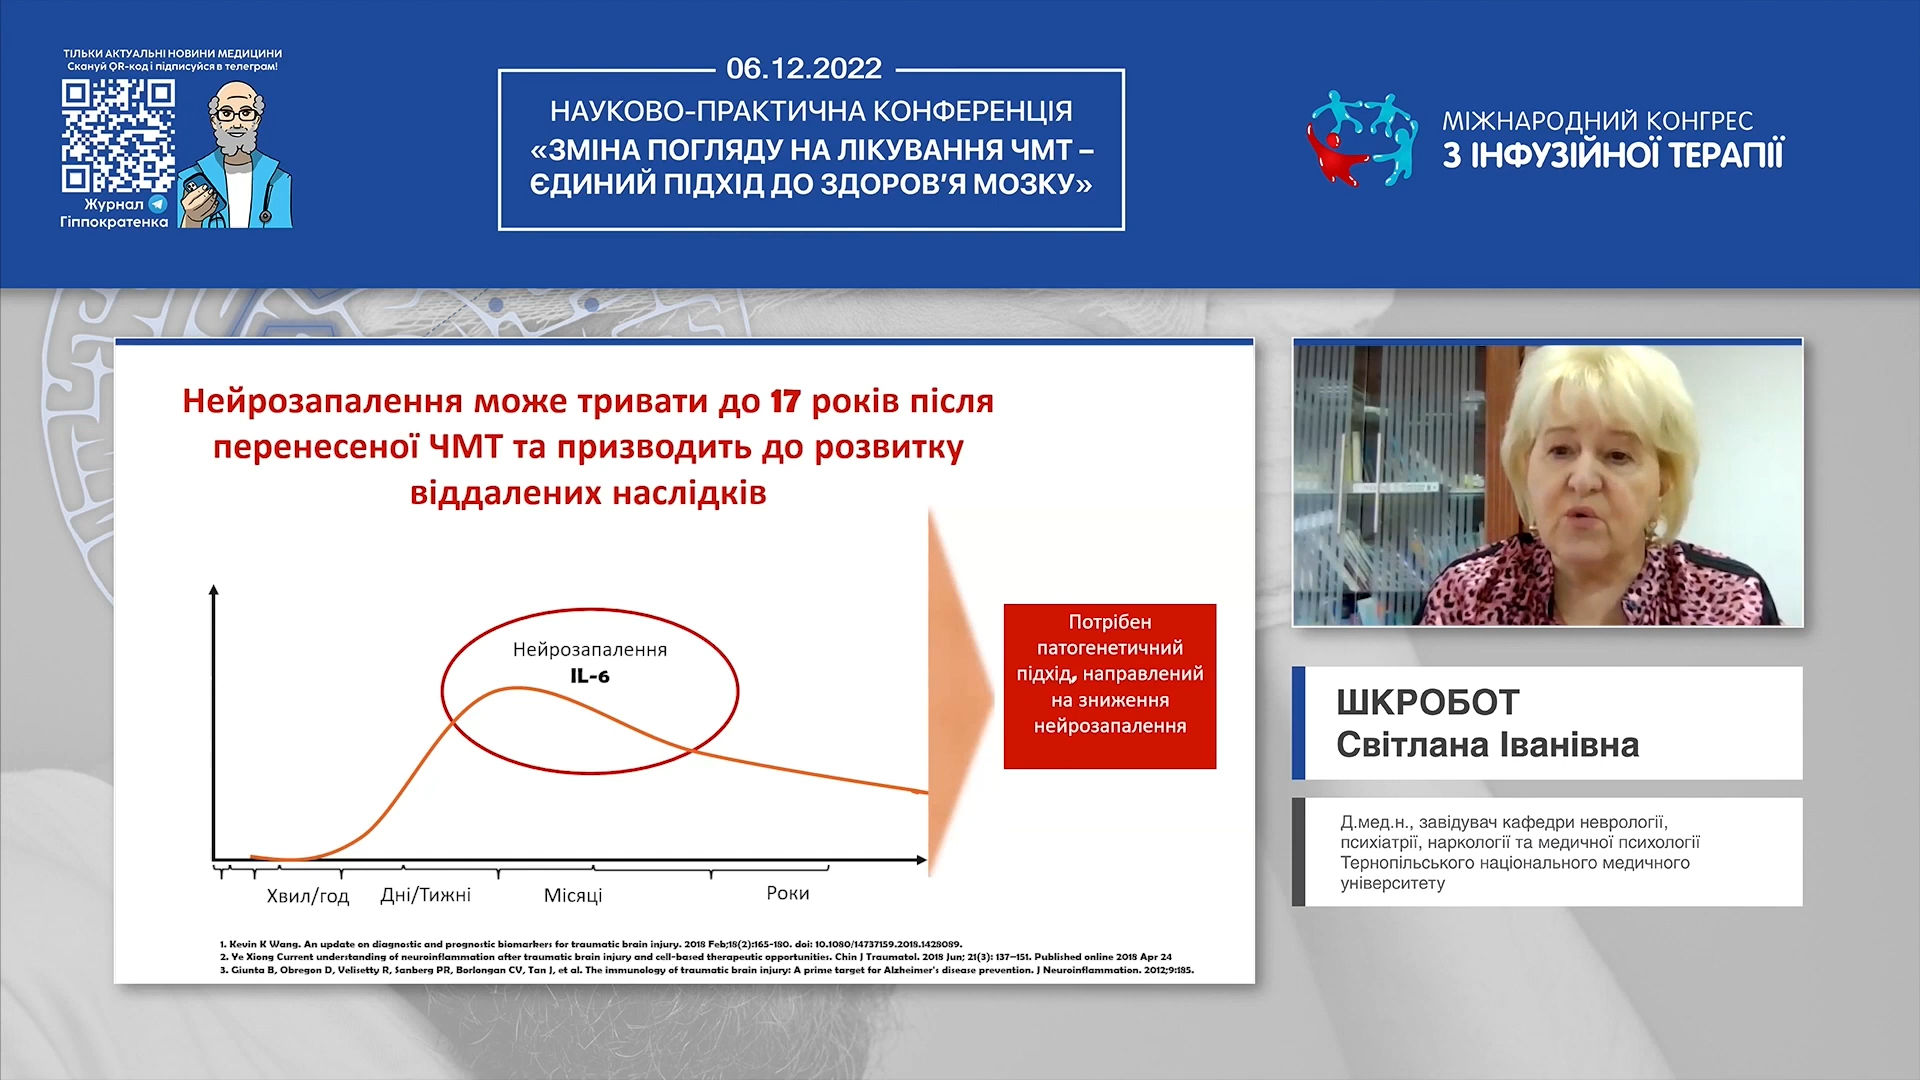 ТІЛЬКИ АКТУАЛЬНІ НОВИНИ МЕДИЦИНИ
Скануй QR-код і підписуйся в телеграм!
Журнал
Гіппократенка
06.12.2022
НАУКОВО-ПРАКТИЧНА КОНФЕРЕНЦІЯ
«ЗМІНА ПОГЛЯДУ НА ЛІКУВАННЯ ЧМТ –
ЄДИНИЙ ПІДХІД ДО ЗДОРОВ'Я МОЗКУ»
МІЖНАРОДНИЙ КОНГРЕС
З ІНФУЗІЙНОЇ ТЕРАПІЇ
Нейрозапалення може тривати до 17 років після
перенесеної ЧМТ та призводить до розвитку
віддалених наслідків
Нейрозапалення
IL-6
Хвил/год
Дні/Тижні
Місяці
Роки
Потрібен
патогенетичний
підхід, направлений
на зниження
нейрозапалення
1. Kevin K Wang. An update on diagnostic and prognostic biomarkers for traumatic brain injury. 2018 Feb;18(2):165-180. doi: 10.1080/14737159.2018.1428089.
2. Ye Xiong Current understanding of neuroinflammation after traumatic brain injury and cell-based therapeutic opportunities. Chin J Traumatol. 2018 Jun; 21(3): 137–151. Published online 2018 Apr 24
3. Giunta B, Obregon D, Velisetty R, Sanberg PR, Borlongan CV, Tan J, et al. The immunology of traumatic brain injury: A prime target for Alzheimer's disease prevention. J Neuroinflammation. 2012;9:185.
ШКРОБОТ
Світлана Іванівна
Д.мед.н., завідувач кафедри неврології,
психіатрії, наркології та медичної психології
Тернопільського національного медичного
університету